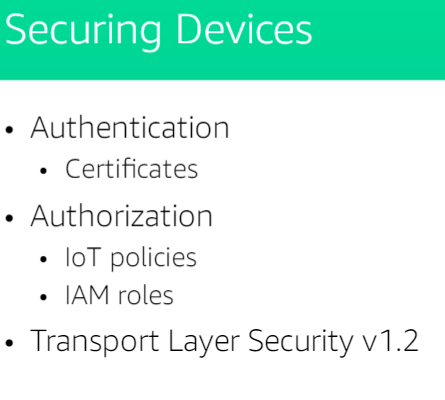 Securing Devices
• Authentication
• Certificates
• Authorization
• IoT policies
• IAM roles
• Transport Layer Security v1.2